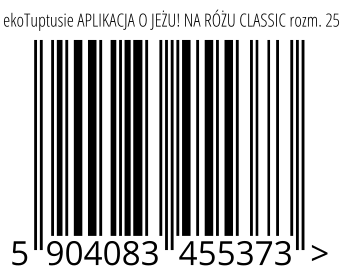 ekoTuptusie APLIKACJA O JEŻU! NA RÓŻU CLASSIC rozm. 25
5 904083 455373 >